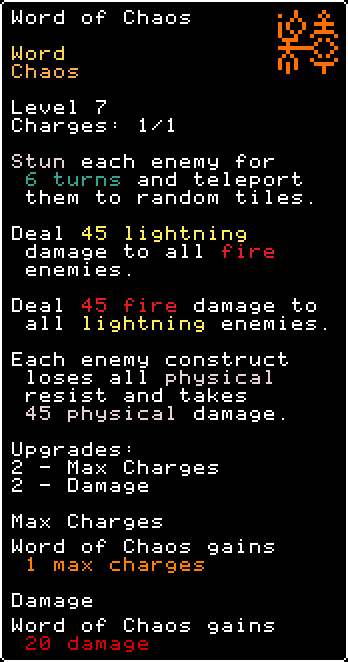 Word of Chaos
Word
Chaos
Level 7
Charges: 1/1
Stun each enemy for
6 turns and teleport
them to random tiles.
Deal 45 lightning
damage to all fire
enemies.
Deal 45 fire damage to
all lightning enemies.
Each enemy construct
loses all physical
resist and takes
45 physical damage.
Upgrades:
2 - Max Charges
2 - Damage
Max Charges
Word of Chaos gains
1 max charges
Damage
Word of Chaos gains
20 damage